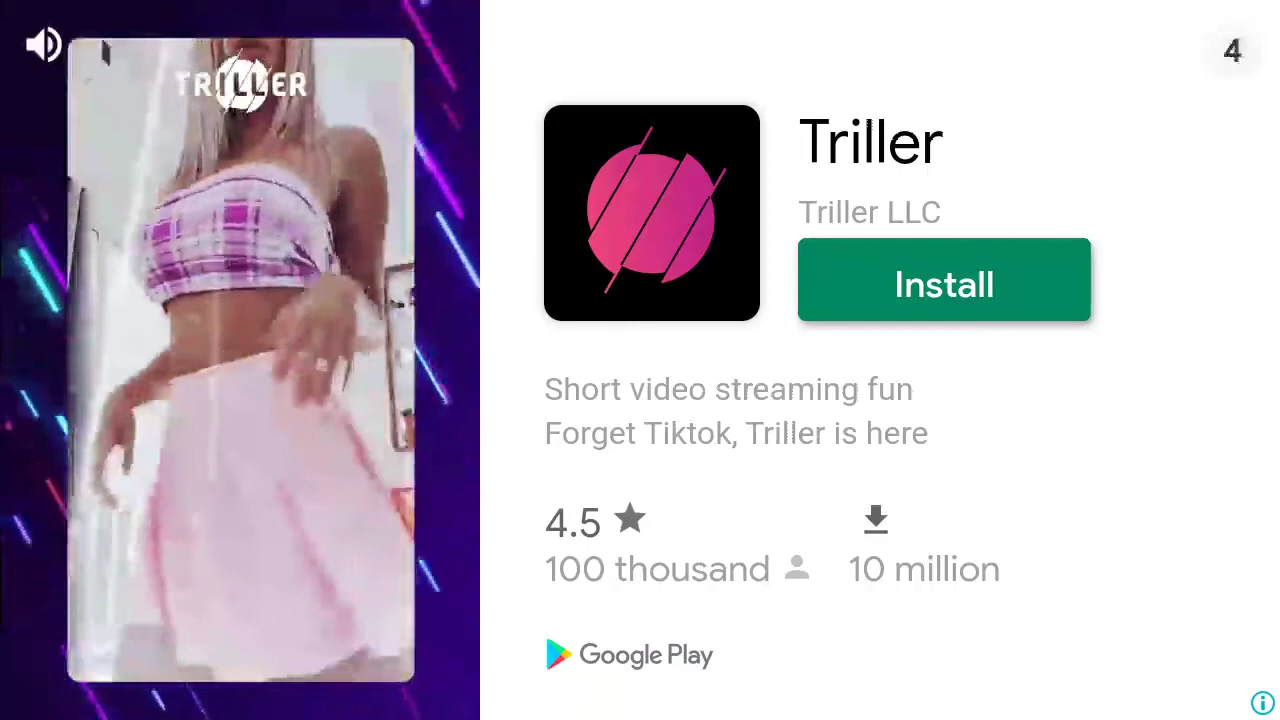 TRILLER
4
Triller
Triller LLC
Install
Short video streaming fun
Forget Tiktok, Triller is here
4.5
100 thousand
10 million
Google Play